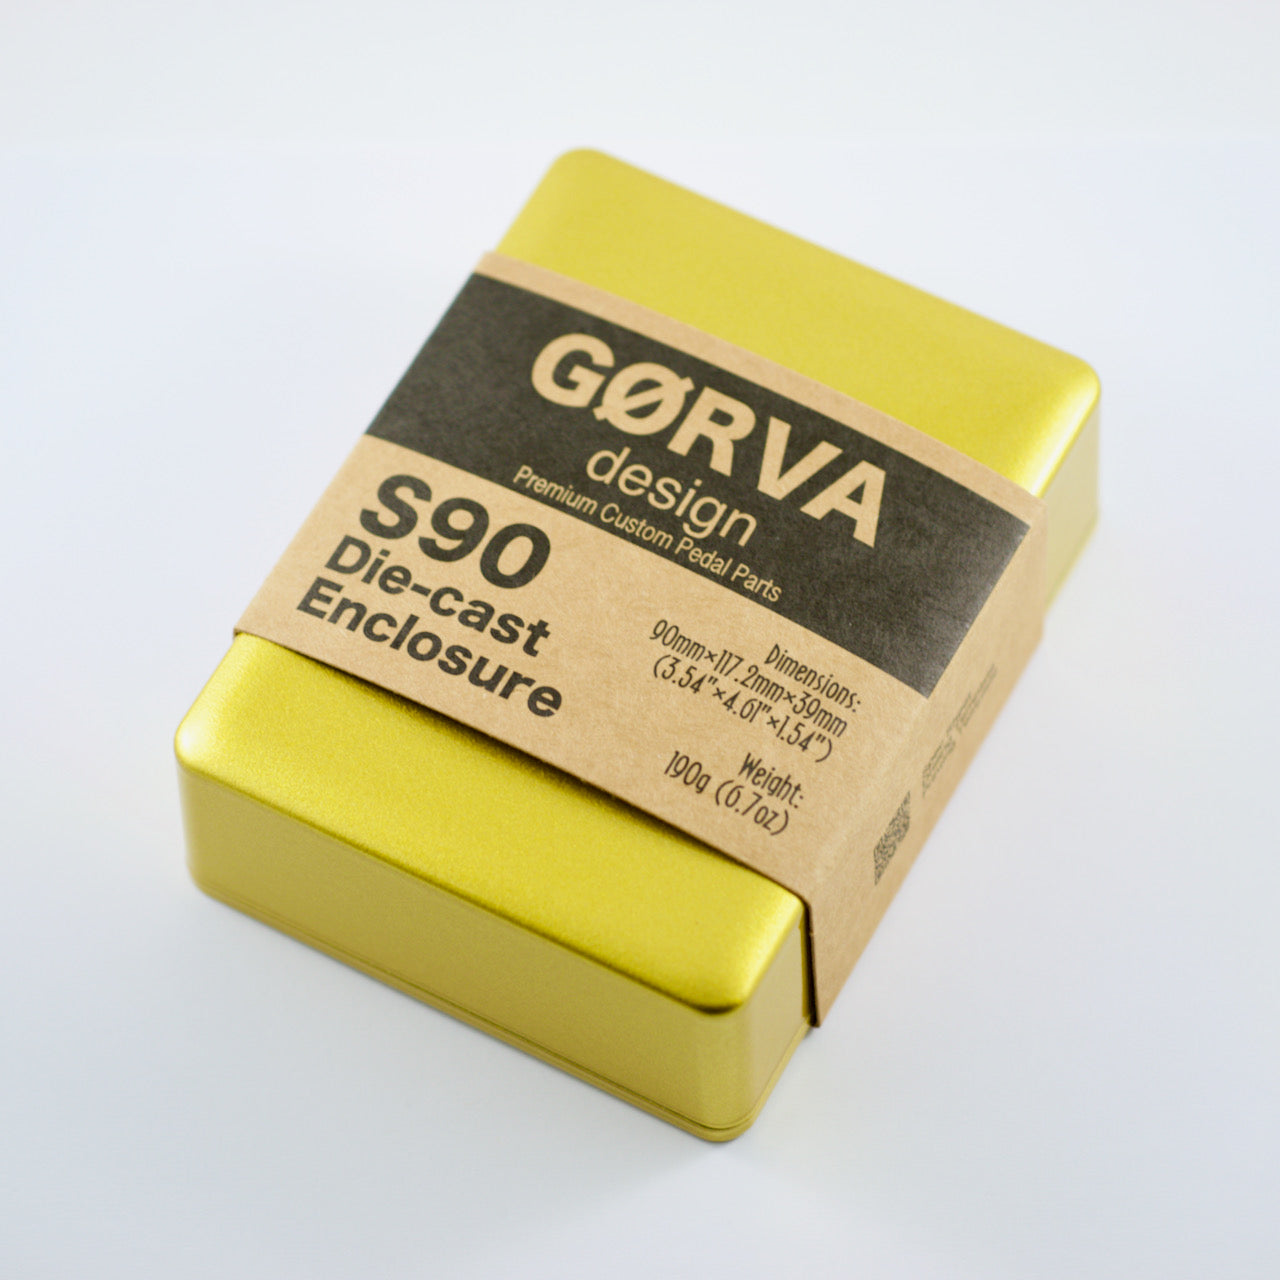 GØRVA
design
Premium Custom Pedal Parts
S90
Die-cast
Enclosure
Dimensions:
90mm×117.2mm×39mm
(3.54"×4.61"×1.54")
Weight:
190g (6.7oz)